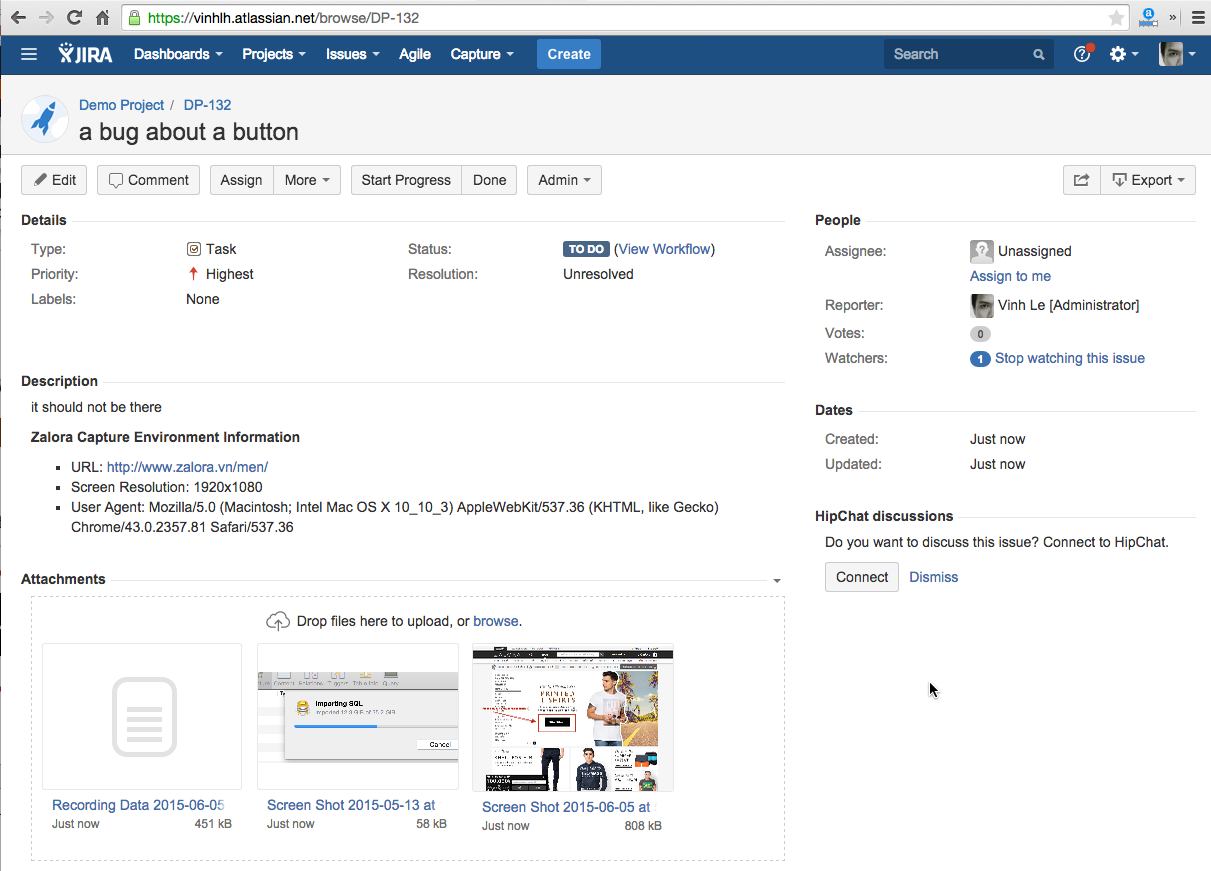 https://vinhlh.atlassian.net/browse/DP-132
JIRA Dashboards Projects Issues Agile Capture Create Search
Demo Project / DP-132
a bug about a button
Edit Comment Assign More Start Progress Done Admin Export
Details
Type: Task
Status: TO DO (View Workflow)
Priority: Highest
Resolution: Unresolved
Labels: None
Description
it should not be there
Zalora Capture Environment Information
URL: http://www.zalora.vn/men/
Screen Resolution: 1920x1080
User Agent: Mozilla/5.0 (Macintosh; Intel Mac OS X 10_10_3) AppleWebKit/537.36 (KHTML, like Gecko)
Chrome/43.0.2357.81 Safari/537.36
Attachments
Drop files here to upload, or browse.
Importing SQL
Cancel
PRINTED
T-SHIRTS
Recording Data 2015-06-05
Just now 451 kB
Screen Shot 2015-05-13 at
Just now 58 kB
Screen Shot 2015-06-05 at
Just now 808 kB
People
Assignee: Unassigned
Assign to me
Reporter: Vinh Le [Administrator]
Votes: 0
Watchers: 1 Stop watching this issue
Dates
Created: Just now
Updated: Just now
HipChat discussions
Do you want to discuss this issue? Connect to HipChat.
Connect Dismiss